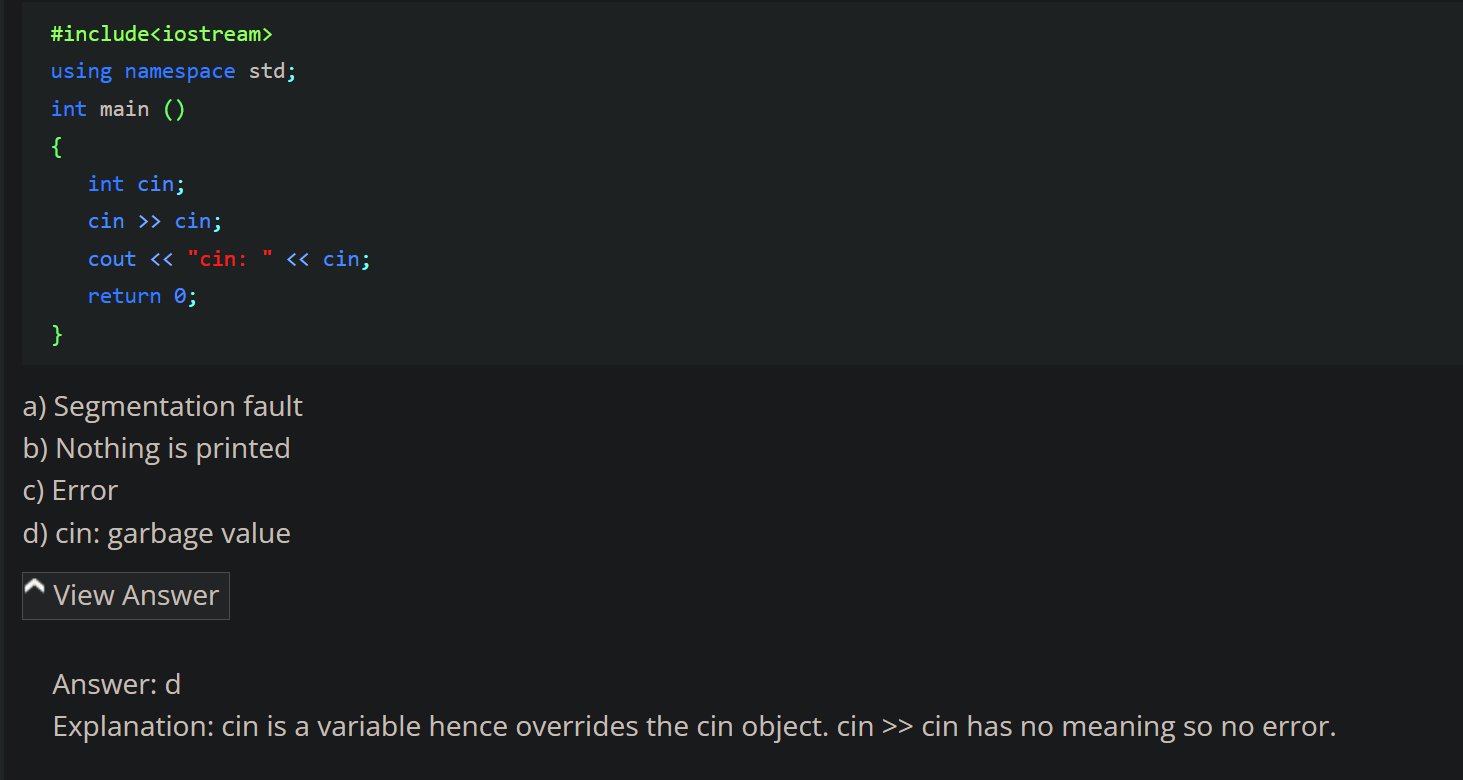 #include<iostream>
using namespace std;
int main ()
{
int cin;
cin >> cin;
cout << "cin: " << cin;
return 0;
}
a) Segmentation fault
b) Nothing is printed
c) Error
d) cin: garbage value
View Answer
Answer: d
Explanation: cin is a variable hence overrides the cin object. cin >> cin has no meaning so no error.